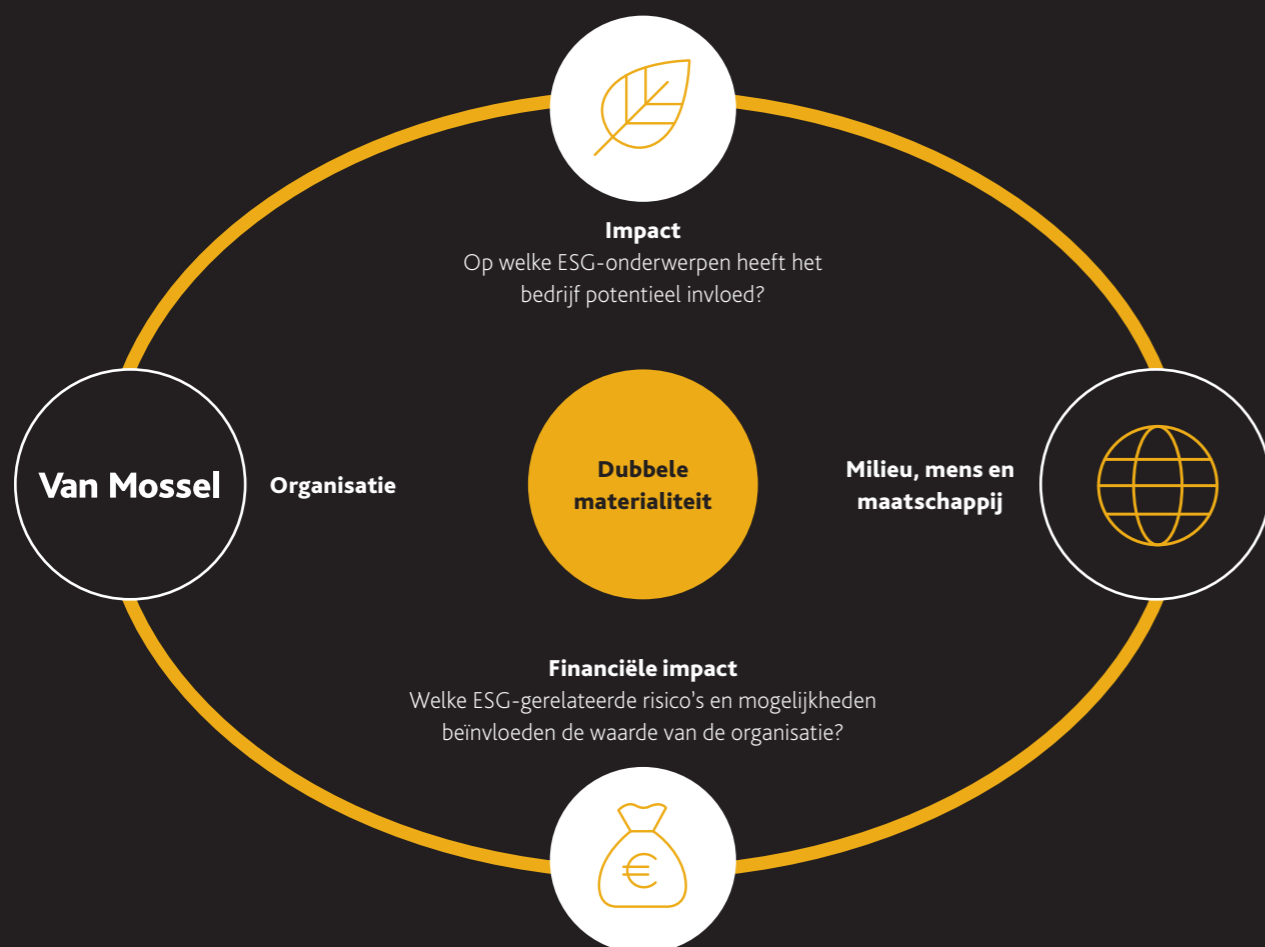 Impact
Op welke ESG-onderwerpen heeft het
bedrijf potentieel invloed?
Van Mossel
Organisatie
Dubbele
materialiteit
Milieu, mens en
maatschappij
Financiële impact
Welke ESG-gerelateerde risico's en mogelijkheden
beïnvloeden de waarde van de organisatie?
€